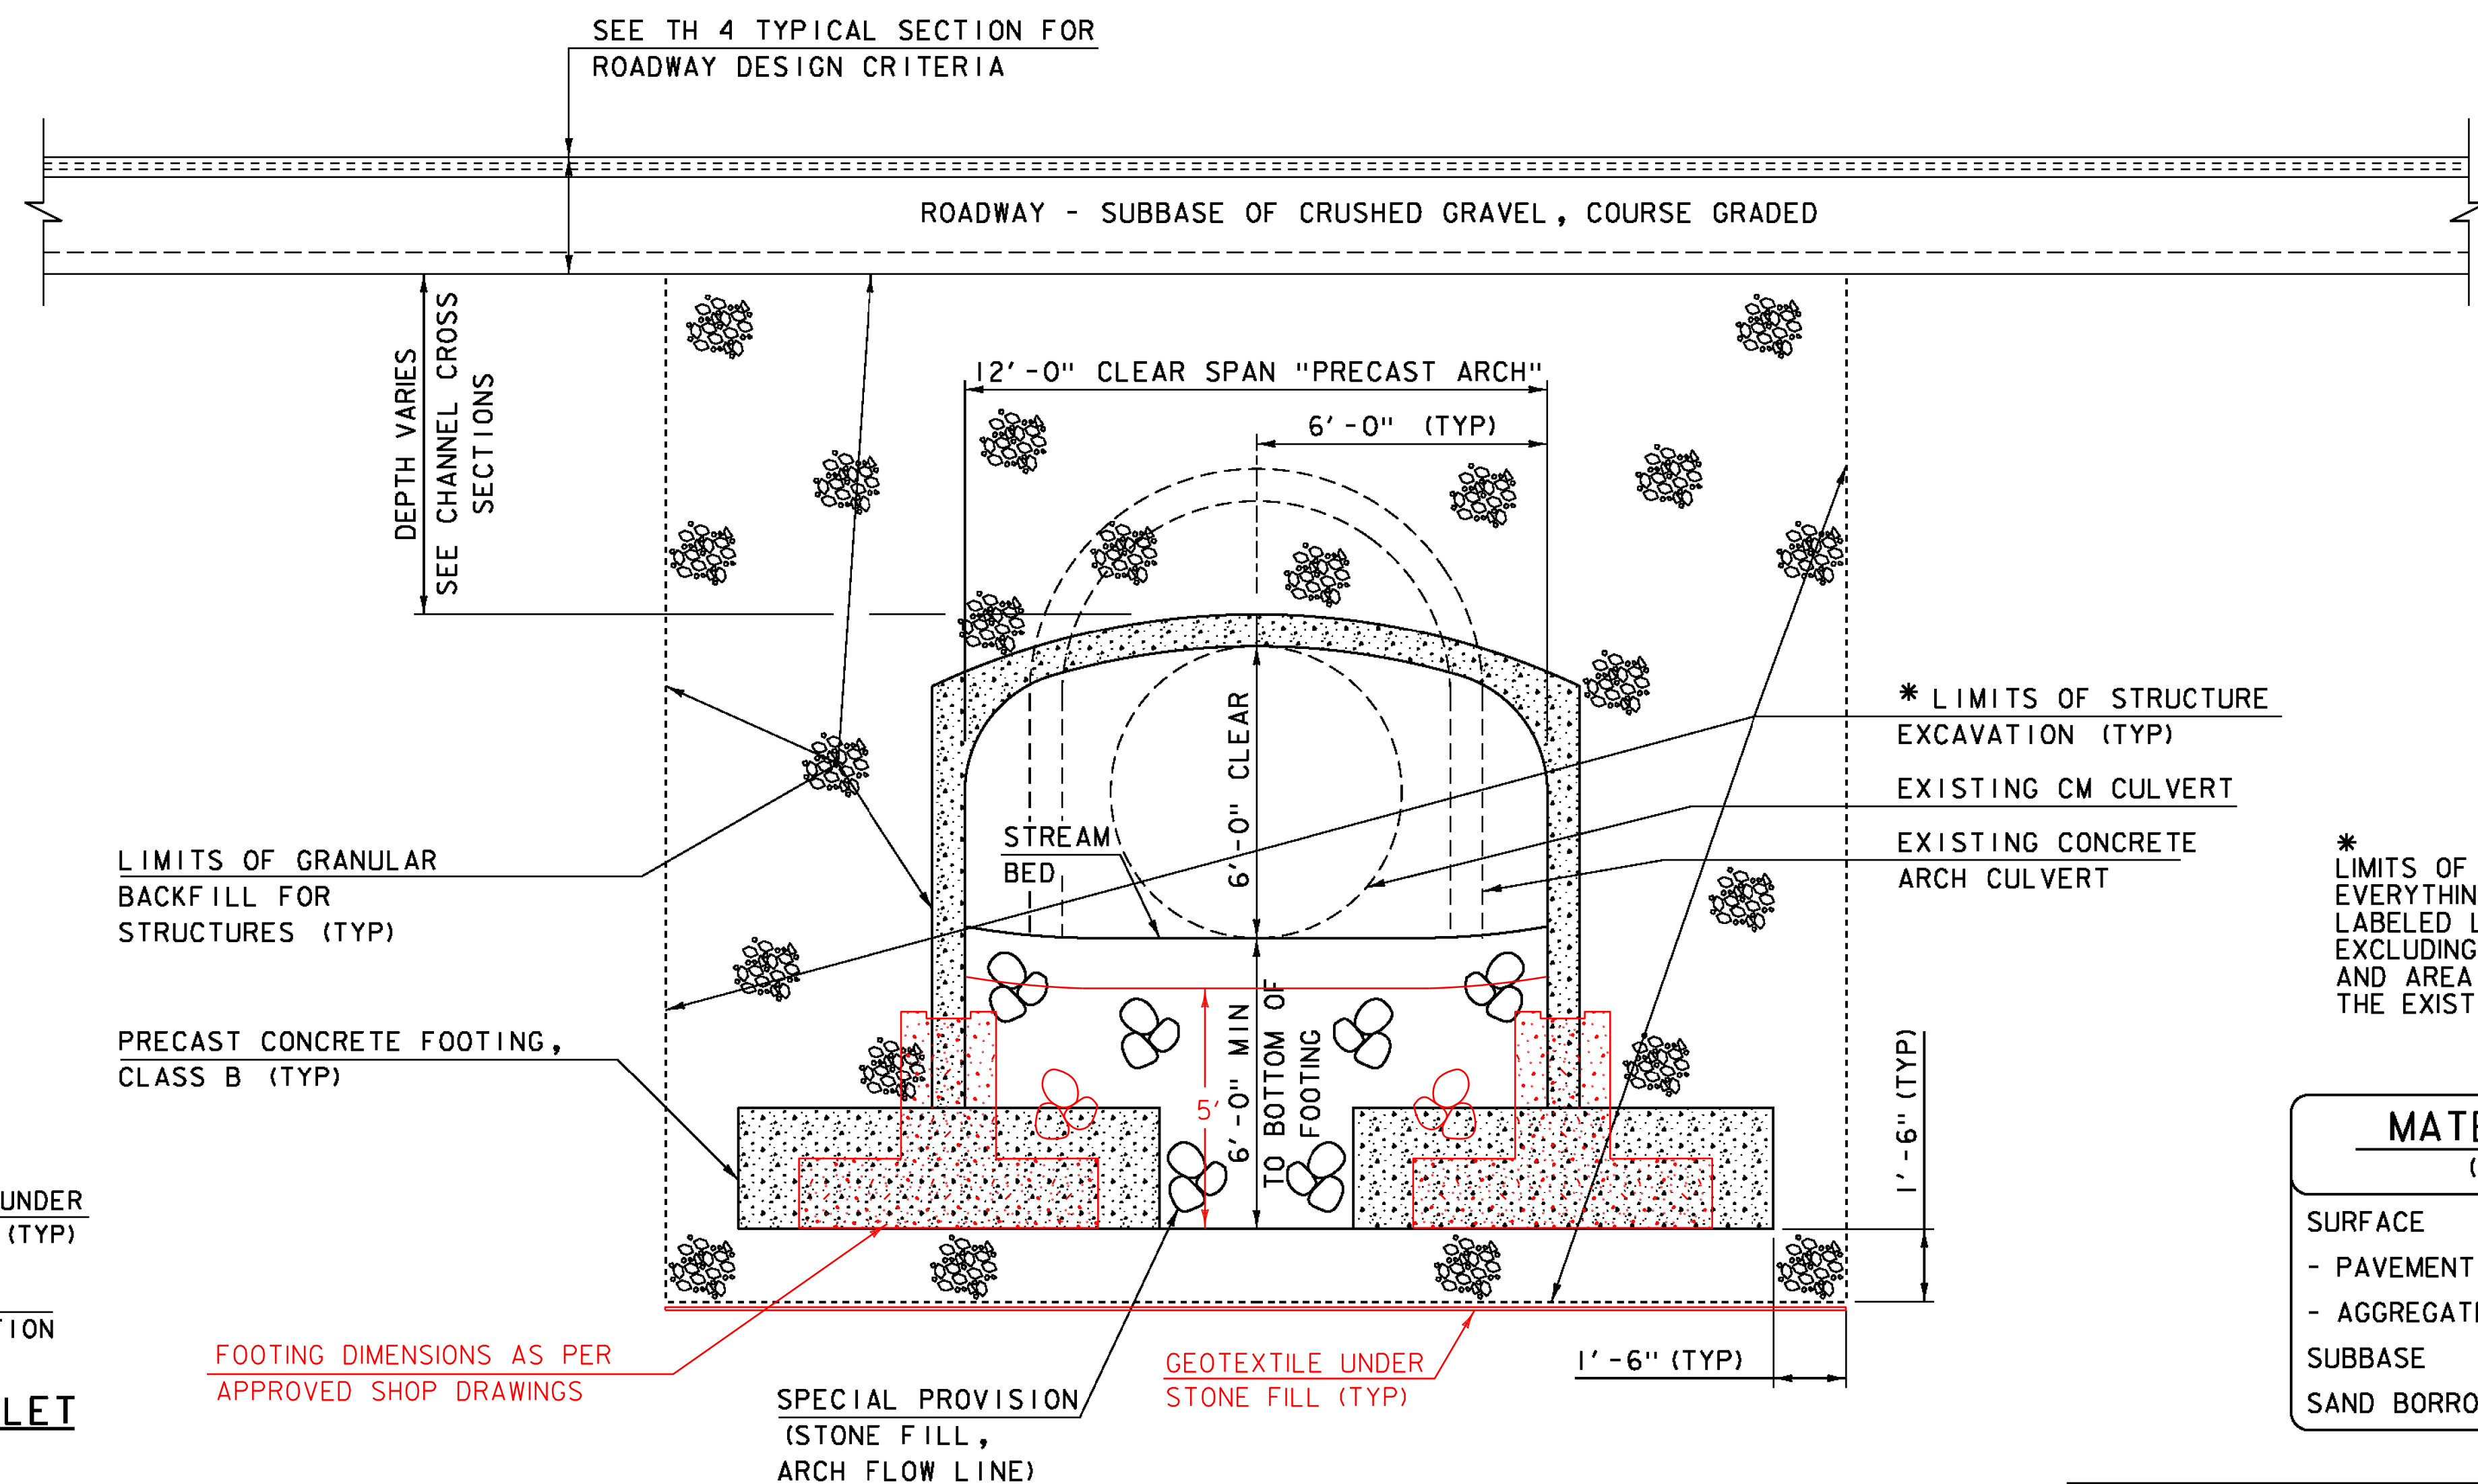 SEE TH 4 TYPICAL SECTION FOR
ROADWAY DESIGN CRITERIA
ROADWAY - SUBBASE OF CRUSHED GRAVEL, COURSE GRADED
DEPTH VARIES
SEE CHANNEL CROSS
SECTIONS
12'-0" CLEAR SPAN "PRECAST ARCH"
6'-0" (TYP)
6'-0" CLEAR
STREAM
BED
* LIMITS OF STRUCTURE
EXCAVATION (TYP)
EXISTING CM CULVERT
EXISTING CONCRETE
ARCH CULVERT
LIMITS OF GRANULAR
BACKFILL FOR
STRUCTURES (TYP)
*
LIMITS OF
EVERYTHIN
LABELED L
EXCLUDING
AND AREA
THE EXIST
PRECAST CONCRETE FOOTING,
CLASS B (TYP)
5'
6'-0" MIN
TO BOTTOM OF
FOOTING
1'-6" (TYP)
UNDER
(TYP)
TION
LET
FOOTING DIMENSIONS AS PER
APPROVED SHOP DRAWINGS
SPECIAL PROVISION
(STONE FILL,
ARCH FLOW LINE)
GEOTEXTILE UNDER
STONE FILL (TYP)
1'-6" (TYP)
MATE
(
SURFACE
- PAVEMENT
- AGGREGAT
SUBBASE
SAND BORRO